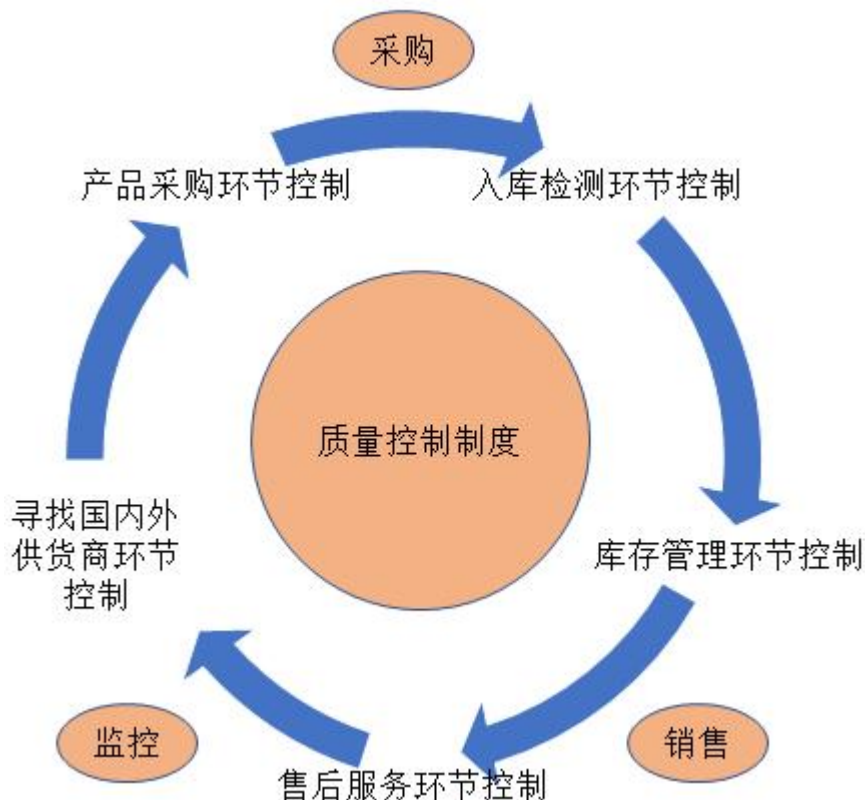 采购
产品采购环节控制
入库检测环节控制
质量控制制度
寻找国内外
供货商环节
控制
库存管理环节控制
监控
销售
售后服务环节控制